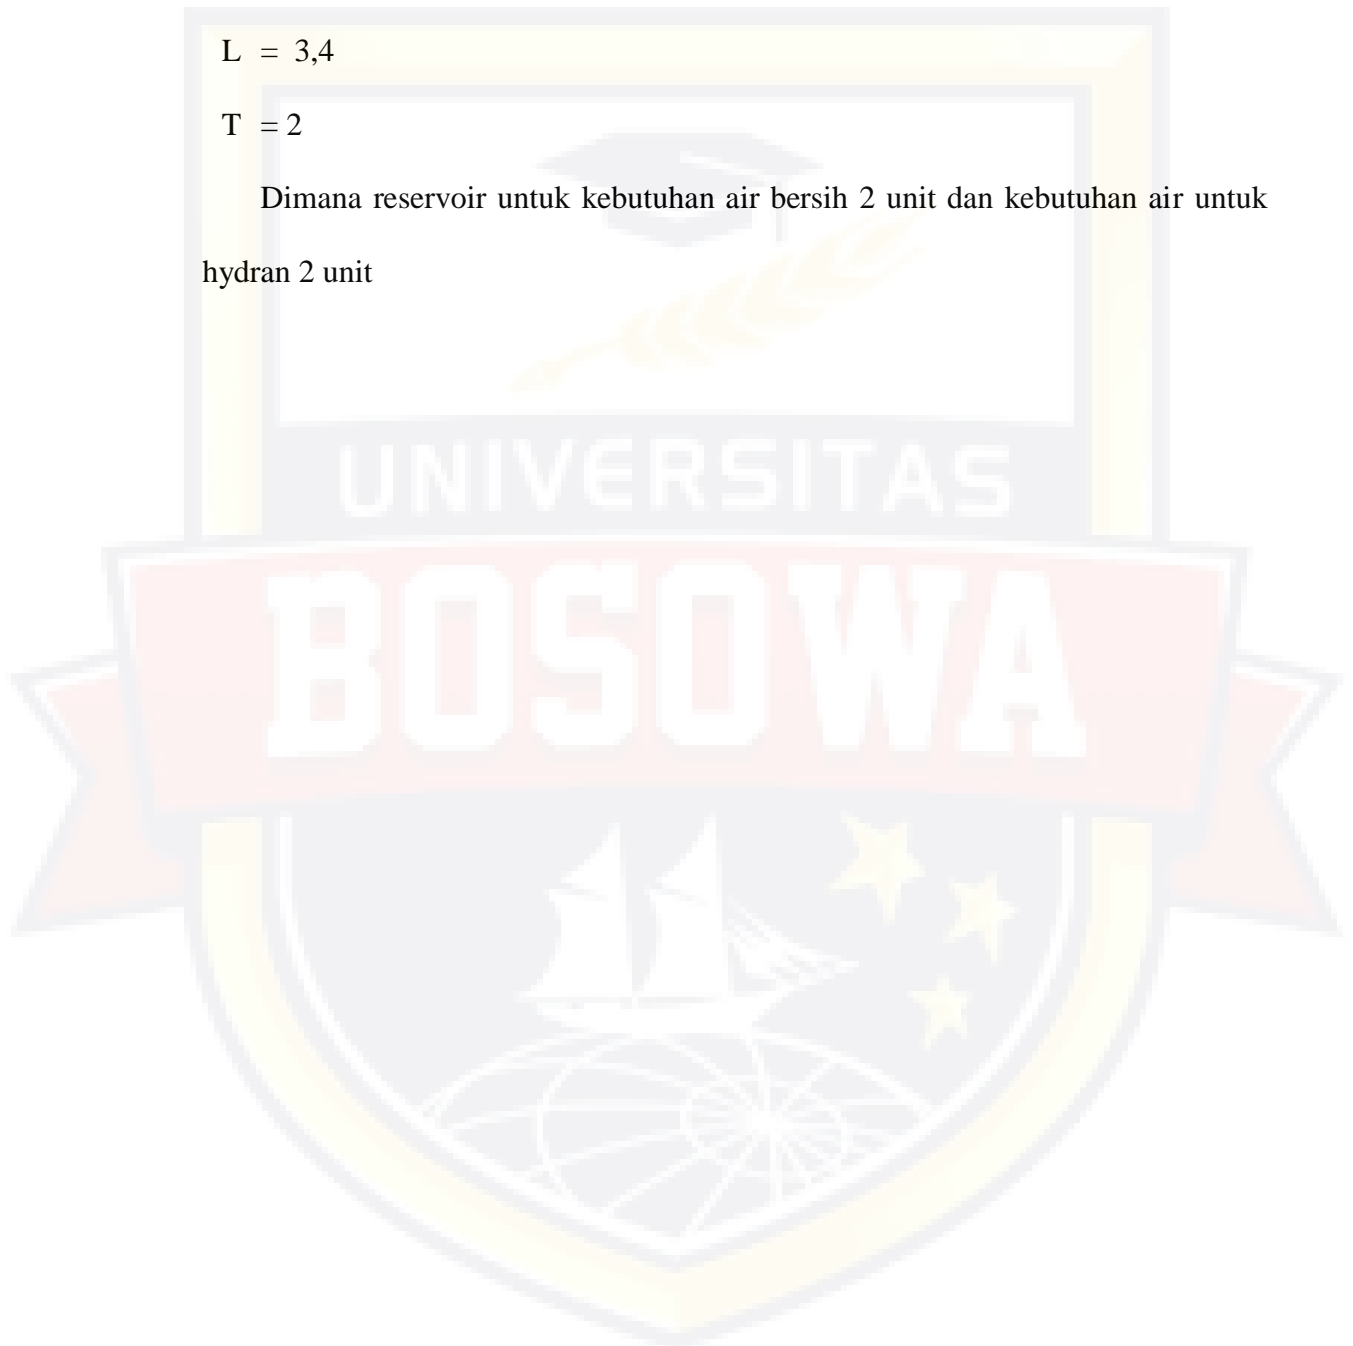 L = 3,4
T = 2
Dimana reservoir untuk kebutuhan air bersih 2 unit dan kebutuhan air untuk
hydran 2 unit
UNIVERSITAS
BOSOWA